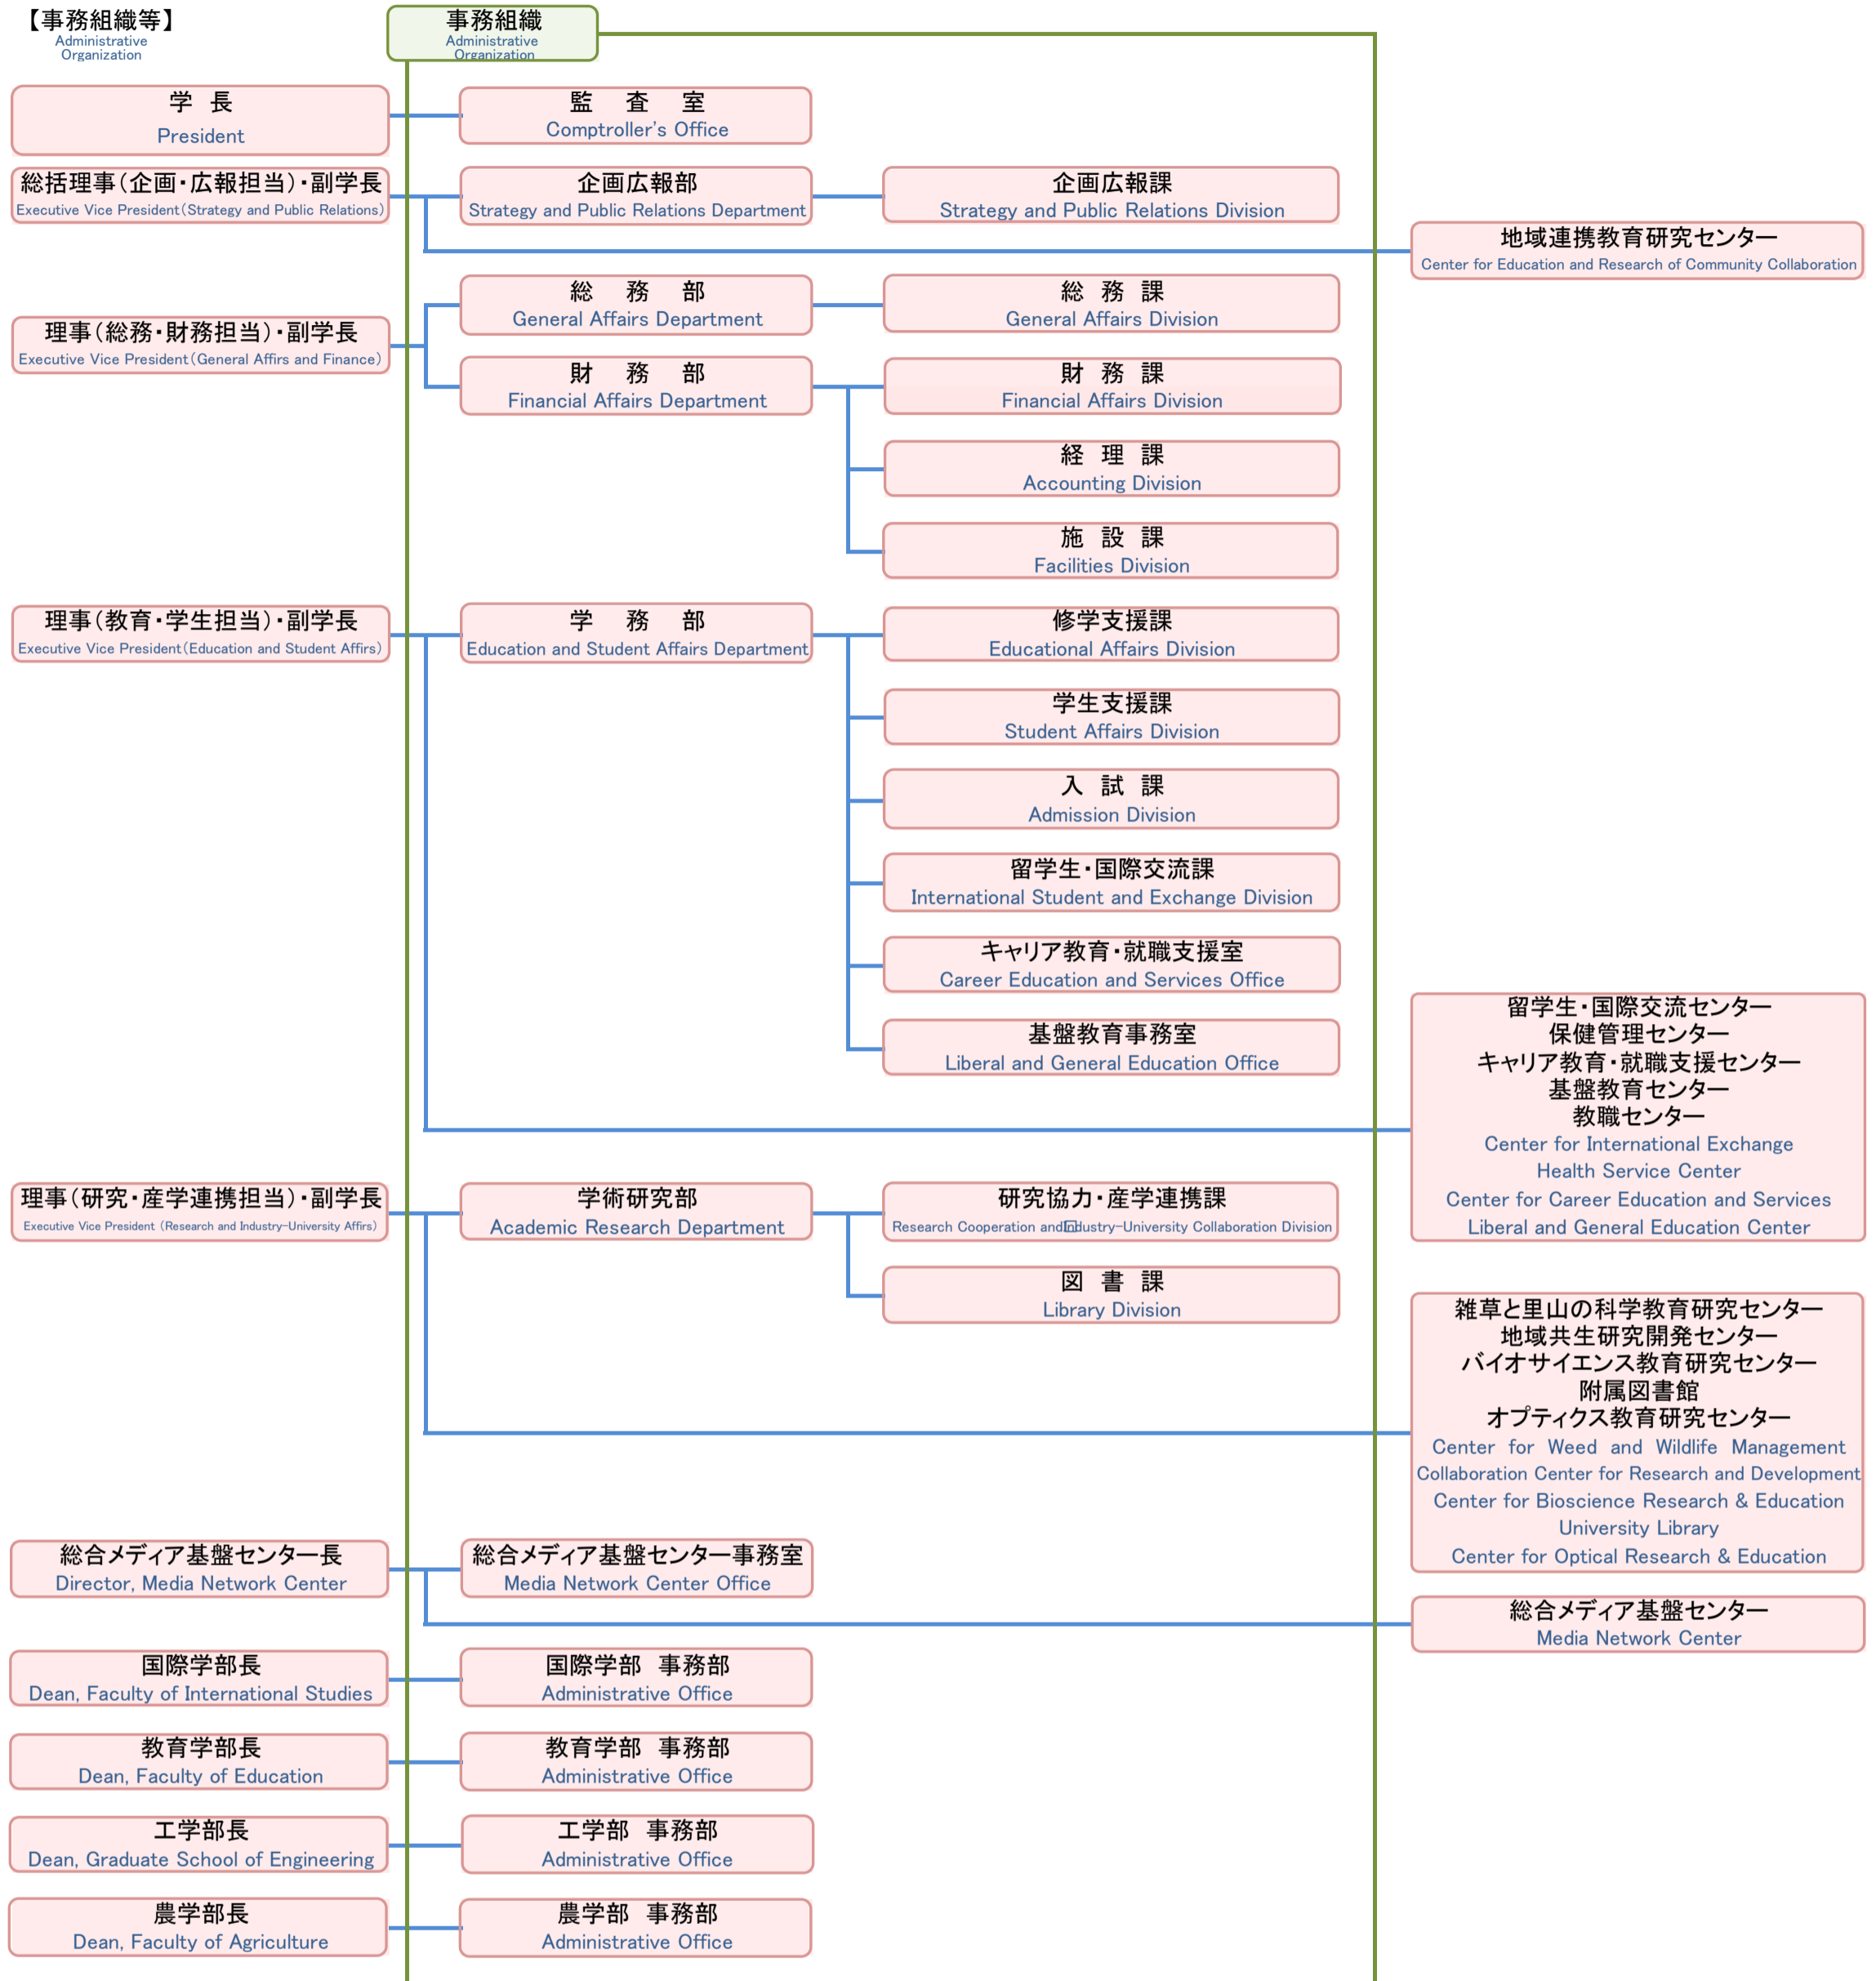 【事務組織等】
Administrative
Organization
事務組織
Administrative
Organization
学 長
President
監 査 室
Comptroller's Office
総括理事（企画・広報担当）・副学長
Executive Vice President（Strategy and Public Relations）
企画広報部
Strategy and Public Relations Department
企画広報課
Strategy and Public Relations Division
地域連携教育研究センター
Center for Education and Research of Community Collaboration
理事（総務・財務担当）・副学長
Executive Vice President（General Affirs and Finance）
総 務 部
General Affairs Department
総 務 課
General Affairs Division
財 務 部
Financial Affairs Department
財 務 課
Financial Affairs Division
経 理 課
Accounting Division
施 設 課
Facilities Division
理事（教育・学生担当）・副学長
Executive Vice President（Education and Student Affirs）
学 務 部
Education and Student Affairs Department
修学支援課
Educational Affairs Division
学生支援課
Student Affairs Division
入 試 課
Admission Division
留学生・国際交流課
International Student and Exchange Division
キャリア教育・就職支援室
Career Education and Services Office
基盤教育事務室
Liberal and General Education Office
留学生・国際交流センター
保健管理センター
キャリア教育・就職支援センター
基盤教育センター
教職センター
Center for International Exchange
Health Service Center
Center for Career Education and Services
Liberal and General Education Center
理事（研究・産学連携担当）・副学長
Executive Vice President （Research and Industry-University Affirs）
学術研究部
Academic Research Department
研究協力・産学連携課
Research Cooperation and Industry-University Collaboration Division
図 書 課
Library Division
雑草と里山の科学教育研究センター
地域共生研究開発センター
バイオサイエンス教育研究センター
附属図書館
オプティクス教育研究センター
Center for Weed and Wildlife Management
Collaboration Center for Research and Development
Center for Bioscience Research & Education
University Library
Center for Optical Research & Education
総合メディア基盤センター長
Director, Media Network Center
総合メディア基盤センター事務室
Media Network Center Office
総合メディア基盤センター
Media Network Center
国際学部長
Dean, Faculty of International Studies
国際学部 事務部
Administrative Office
教育学部長
Dean, Faculty of Education
教育学部 事務部
Administrative Office
工学部長
Dean, Graduate School of Engineering
工学部 事務部
Administrative Office
農学部長
Dean, Faculty of Agriculture
農学部 事務部
Administrative Office